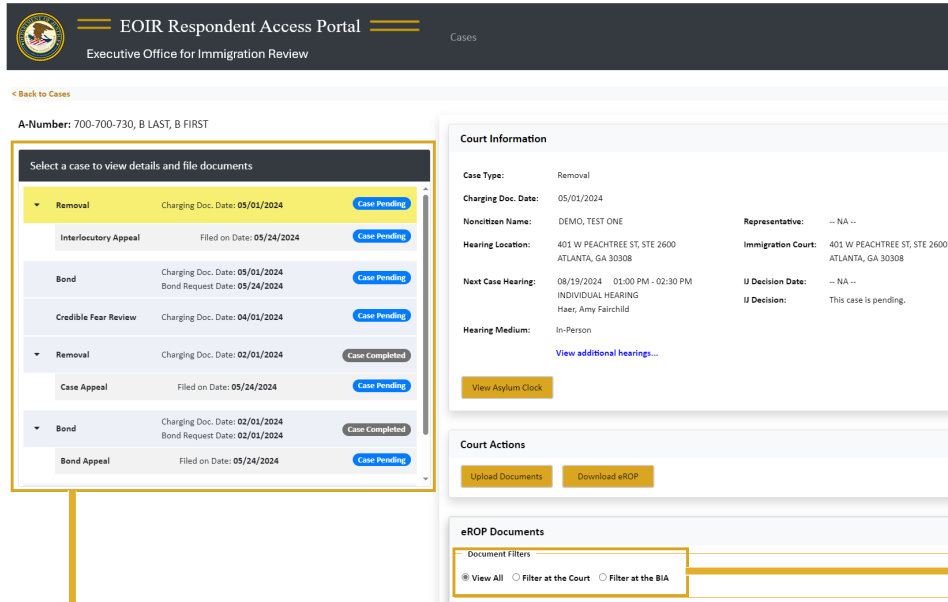 EOIR Respondent Access Portal
Executive Office for Immigration Review
Cases
< Back to Cases
A-Number: 700-700-730, B LAST, B FIRST
Select a case to view details and file documents
Removal Charging Doc. Date: 05/01/2024 Case Pending
Interlocutory Appeal Filed on Date: 05/24/2024 Case Pending
Bond Charging Doc. Date: 05/01/2024 Case Pending
Bond Request Date: 05/24/2024
Credible Fear Review Charging Doc. Date: 04/01/2024 Case Pending
Removal Charging Doc. Date: 02/01/2024 Case Completed
Case Appeal Filed on Date: 05/24/2024 Case Pending
Bond Charging Doc. Date: 02/01/2024 Case Completed
Bond Request Date: 02/01/2024
Bond Appeal Filed on Date: 05/24/2024 Case Pending
Court Information
Case Type: Removal
Charging Doc. Date: 05/01/2024
Noncitizen Name: DEMO, TEST ONE Representative: -- NA --
Hearing Location: 401 W PEACHTREE ST, STE 2600 Immigration Court: 401 W PEACHTREE ST, STE 2600
ATLANTA, GA 30308 ATLANTA, GA 30308
Next Case Hearing: 08/19/2024 01:00 PM - 02:30 PM IJ Decision Date: -- NA --
INDIVIDUAL HEARING IJ Decision: This case is pending.
Haer, Amy Fairchild
Hearing Medium: In-Person
View additional hearings...
View Asylum Clock
Court Actions
Upload Documents Download eROP
eROP Documents
Document Filters
View All Filter at the Court Filter at the BIA